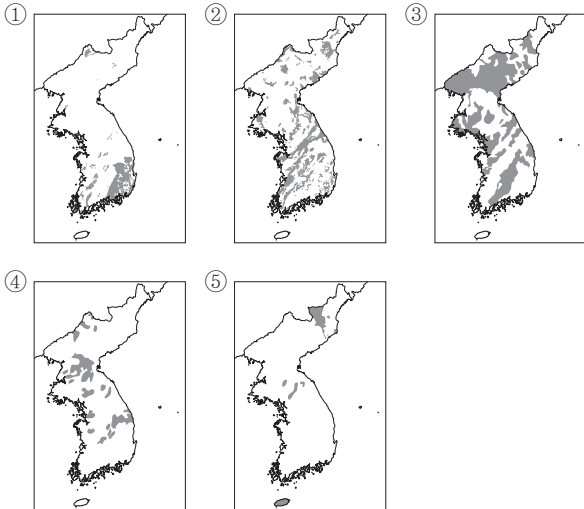 ① ② ③
④ ⑤